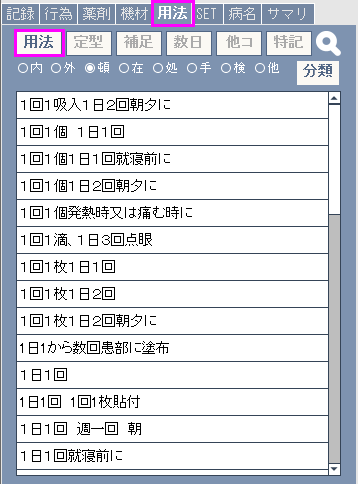 記録 行為 薬剤 機材 用法 SET 病名 サマリ
用法 定型 補足 数日 他コ 特記
○内 ○外 ◉頓 ○在 ○処 ○手 ○検 ○他 分類
1回1吸入1日2回朝夕に
1回1個 1日1回
1回1個1日1回就寝前に
1回1個1日2回朝夕に
1回1個発熱時又は痛む時に
1回1滴、1日3回点眼
1回1枚1日1回
1回1枚1日2回
1回1枚1日2回朝夕に
1日1から数回患部に塗布
1日1回
1日1回 1回1枚貼付
1日1回 週一回 朝
1日1回就寝前に